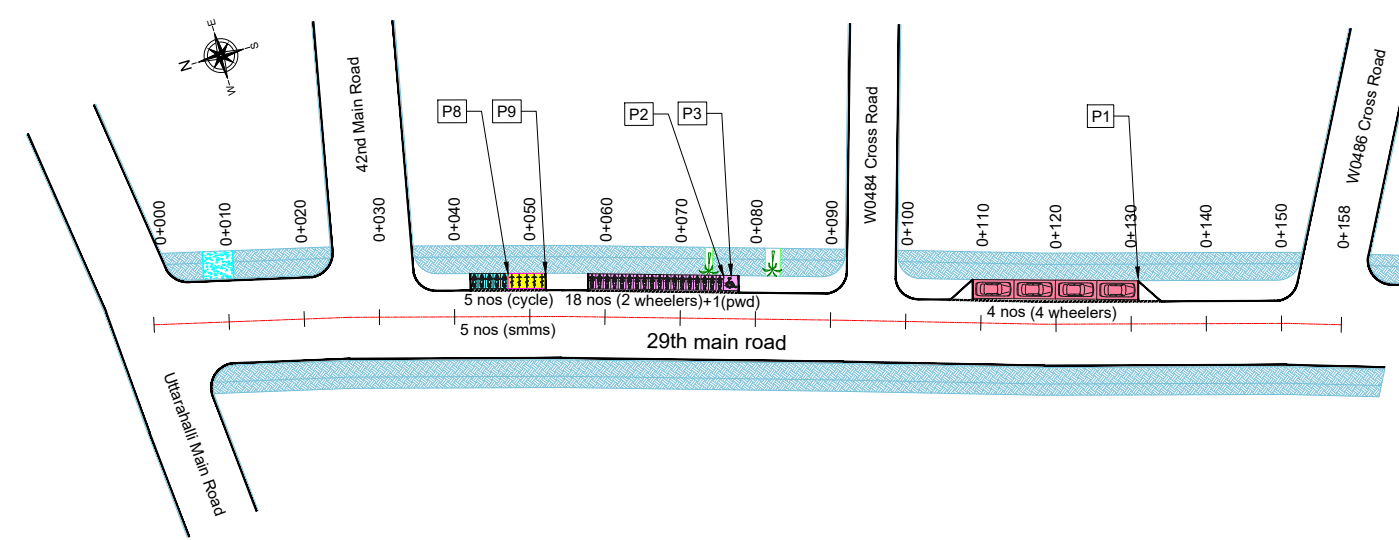 E
S
N
W
42nd Main Road
P8
P9
P2
P3
W0484 Cross Road
P1
W0486 Cross Road
0+000
0+010
0+020
0+030
0+040
0+050
0+060
0+070
0+080
0+090
0+100
0+110
0+120
0+130
0+140
0+150
0+158
5 nos (cycle)
18 nos (2 wheelers)+1(pwd)
4 nos (4 wheelers)
5 nos (smms)
29th main road
Uttarahalli Main Road